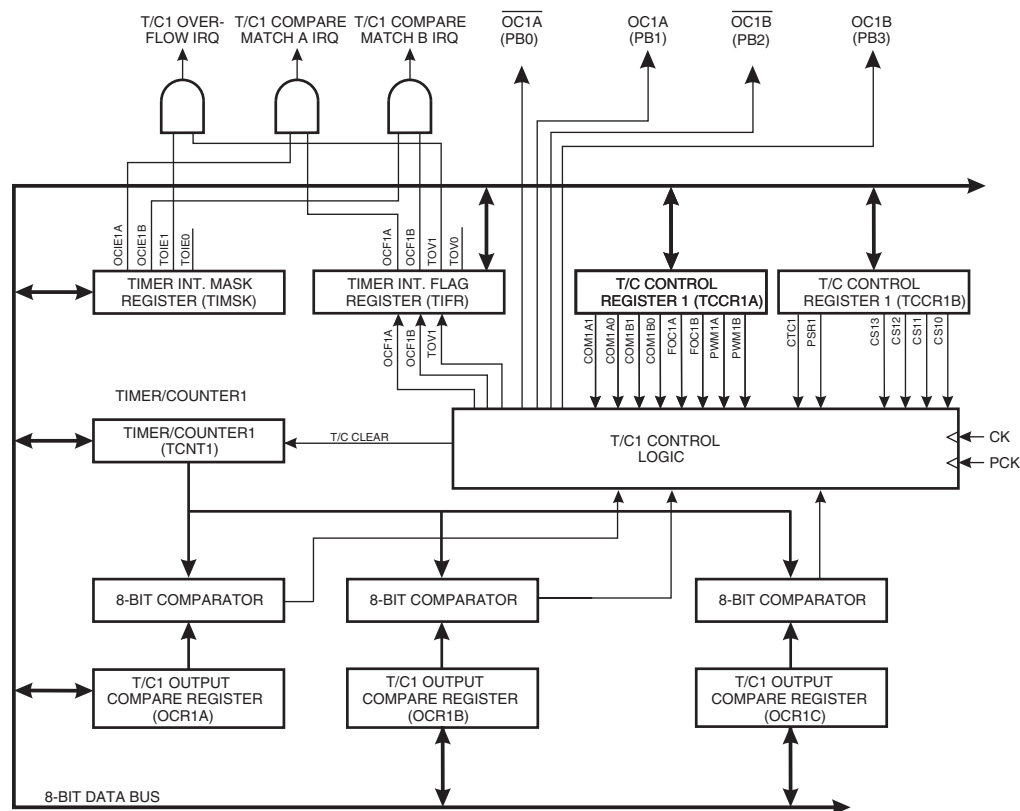 T/C1 OVER-
FLOW IRQ
T/C1 COMPARE
MATCH A IRQ
T/C1 COMPARE
MATCH B IRQ
OC1A
(PB0)
OC1A
(PB1)
OC1B
(PB2)
OC1B
(PB3)
OCIE1A
OCIE1B
TOIE1
TOIE0
OCF1A
OCF1B
TOV1
TOV0
TIMER INT. MASK
REGISTER (TIMSK)
TIMER INT. FLAG
REGISTER (TIFR)
T/C CONTROL
REGISTER 1 (TCCR1A)
T/C CONTROL
REGISTER 1 (TCCR1B)
OCF1A
OCF1B
TOV1
COM1A1
COM1A0
COM1B1
COM1B0
FOC1A
FOC1B
PWM1A
PWM1B
CTC1
PSR1
CS13
CS12
CS11
CS10
TIMER/COUNTER1
TIMER/COUNTER1
(TCNT1)
T/C CLEAR
T/C1 CONTROL
LOGIC
CK
PCK
8-BIT COMPARATOR
8-BIT COMPARATOR
8-BIT COMPARATOR
T/C1 OUTPUT
COMPARE REGISTER
(OCR1A)
T/C1 OUTPUT
COMPARE REGISTER
(OCR1B)
T/C1 OUTPUT
COMPARE REGISTER
(OCR1C)
8-BIT DATA BUS